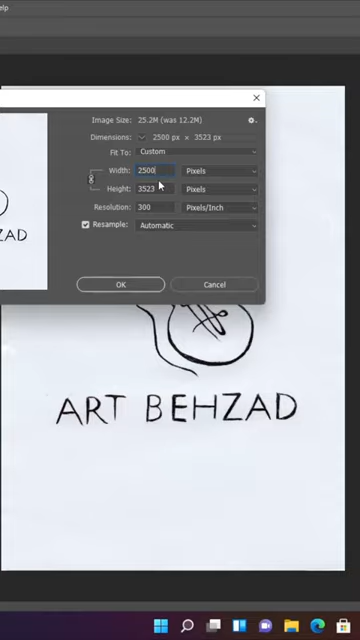 elp
Image Size: 25.2M (was 12.2M)
Dimensions: 2500 px × 3523 px
Fit To: Custom
Width: 2500 Pixels
Height: 3523 Pixels
Resolution: 300 Pixels/Inch
Resample: Automatic
ZAD
OK Cancel
ART BEHZAD